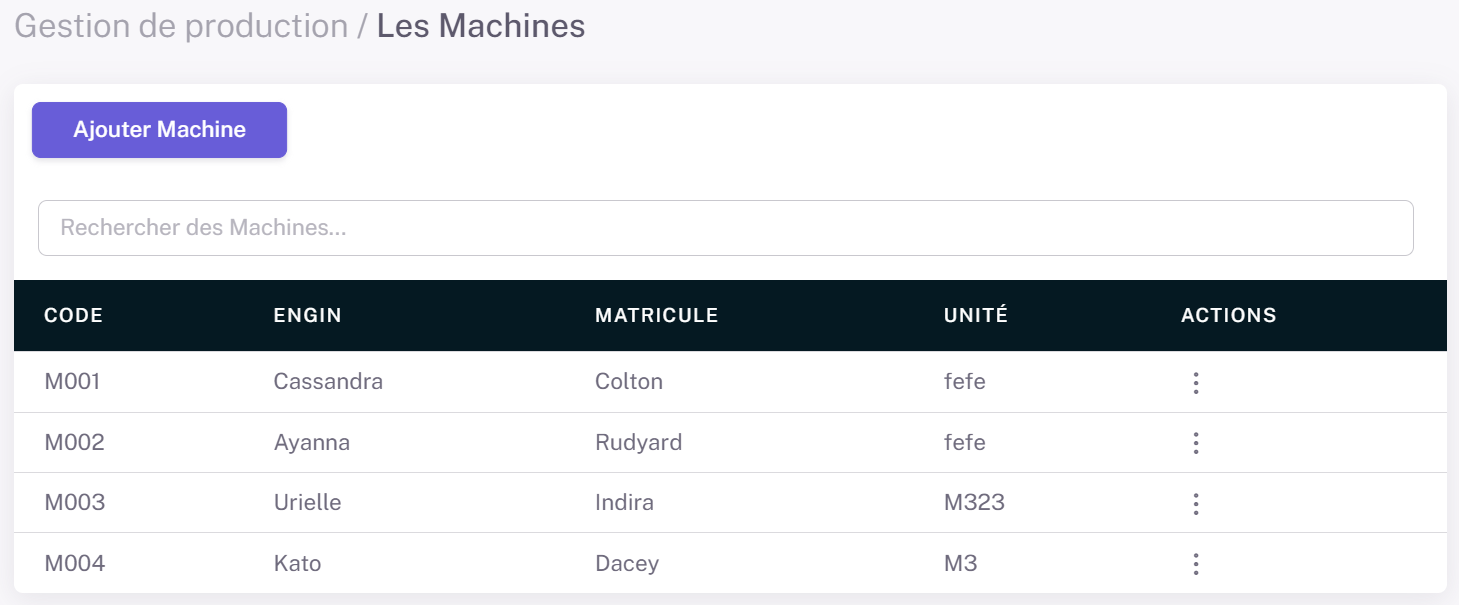 Gestion de production / Les Machines
Ajouter Machine
Rechercher des Machines...
CODE ENGIN MATRICULE UNITÉ ACTIONS
M001 Cassandra Colton fefe
M002 Ayanna Rudyard fefe
M003 Urielle Indira M323
M004 Kato Dacey M3